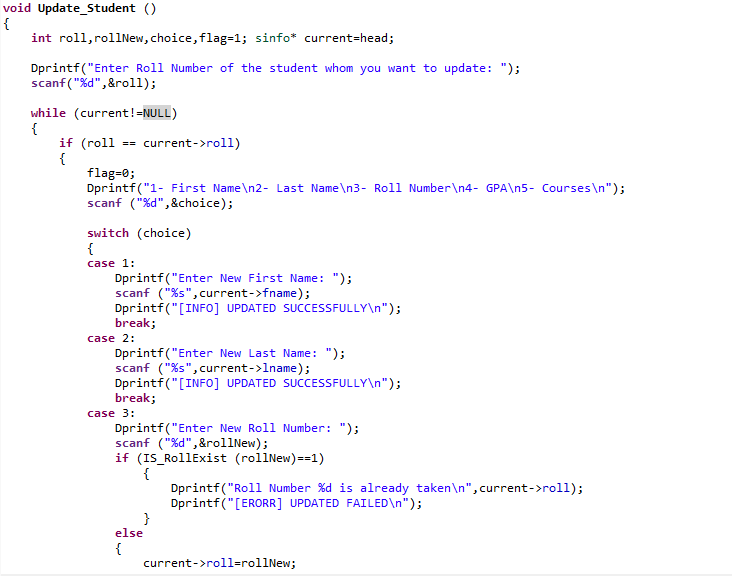 void Update_Student ()
{
    int roll,rollNew,choice,flag=1; sinfo* current=head;

    Dprintf("Enter Roll Number of the student whom you want to update: ");
    scanf("%d",&roll);

    while (current!=NULL)
    {
        if (roll == current->roll)
        {
            flag=0;
            Dprintf("1- First Name\n2- Last Name\n3- Roll Number\n4- GPA\n5- Courses\n");
            scanf ("%d",&choice);

            switch (choice)
            {
            case 1:
                Dprintf("Enter New First Name: ");
                scanf ("%s",current->fname);
                Dprintf("[INFO] UPDATED SUCCESSFULLY\n");
                break;
            case 2:
                Dprintf("Enter New Last Name: ");
                scanf ("%s",current->lname);
                Dprintf("[INFO] UPDATED SUCCESSFULLY\n");
                break;
            case 3:
                Dprintf("Enter New Roll Number: ");
                scanf ("%d",&rollNew);
                if (IS_RollExist (rollNew)==1)
                    {
                        Dprintf("Roll Number %d is already taken\n",current->roll);
                        Dprintf("[ERORR] UPDATED FAILED\n");
                    }
                else
                {
                    current->roll=rollNew;